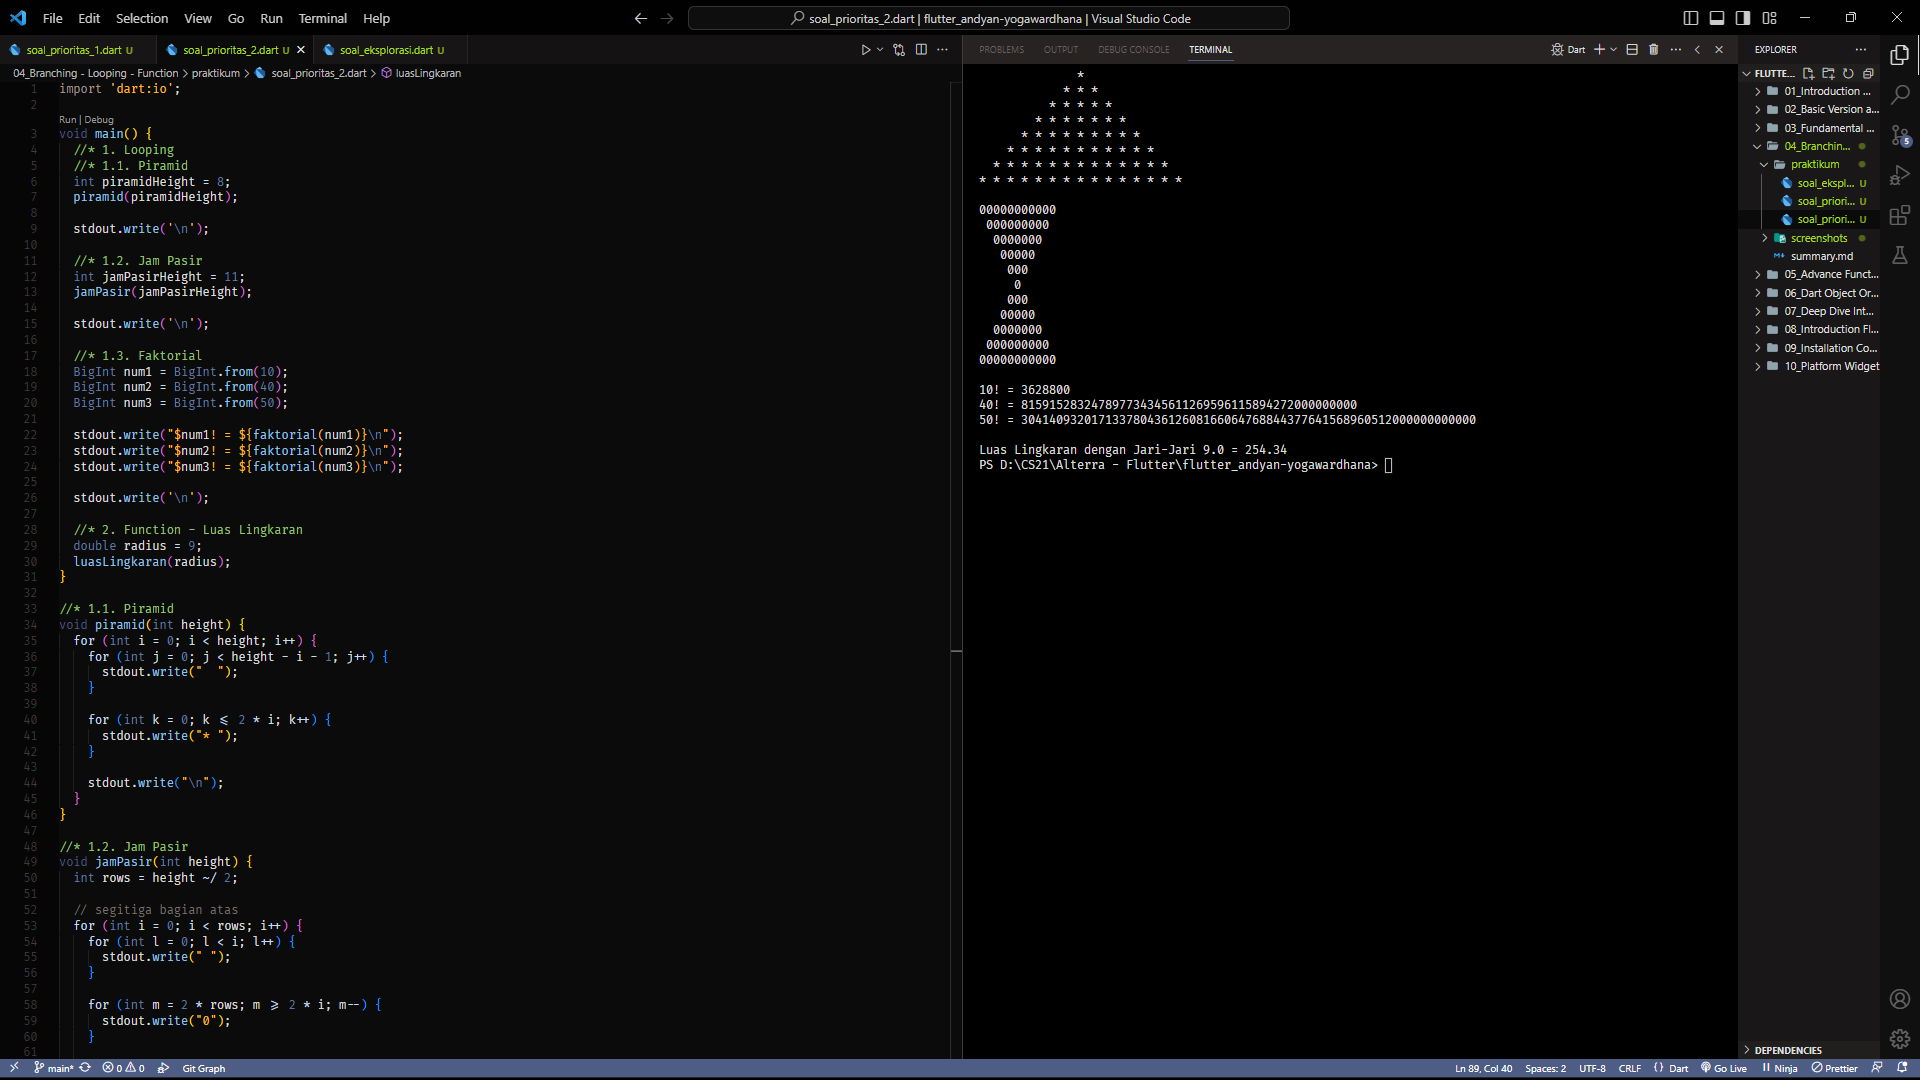 File Edit Selection View Go Run Terminal Help
soal_prioritas_2.dart | flutter_andyan-yogawardhana | Visual Studio Code
soal_prioritas_1.dart U
soal_prioritas_2.dart U
soal_eksplorasi.dart U
04_Branching - Looping - Function > praktikum > soal_prioritas_2.dart > luasLingkaran
1 import 'dart:io';
2
Run | Debug
3 void main() {
4 //* 1. Looping
5 //* 1.1. Piramid
6 int piramidHeight = 8;
7 piramid(piramidHeight);
8
9 stdout.write('\n');
10
11 //* 1.2. Jam Pasir
12 int jamPasirHeight = 11;
13 jamPasir(jamPasirHeight);
14
15 stdout.write('\n');
16
17 //* 1.3. Faktorial
18 BigInt num1 = BigInt.from(10);
19 BigInt num2 = BigInt.from(40);
20 BigInt num3 = BigInt.from(50);
21
22 stdout.write("$num1! = ${faktorial(num1)}\n");
23 stdout.write("$num2! = ${faktorial(num2)}\n");
24 stdout.write("$num3! = ${faktorial(num3)}\n");
25
26 stdout.write('\n');
27
28 //* 2. Function - Luas Lingkaran
29 double radius = 9;
30 luasLingkaran(radius);
31 }
32
33 //* 1.1. Piramid
34 void piramid(int height) {
35 for (int i = 0; i < height; i++) {
36 for (int j = 0; j < height - i - 1; j++) {
37 stdout.write("  ");
38 }
39
40 for (int k = 0; k <= 2 * i; k++) {
41 stdout.write("* ");
42 }
43
44 stdout.write("\n");
45 }
46 }
47
48 //* 1.2. Jam Pasir
49 void jamPasir(int height) {
50 int rows = height ~/ 2;
51
52 // segitiga bagian atas
53 for (int i = 0; i < rows; i++) {
54 for (int l = 0; l < i; l++) {
55 stdout.write(" ");
56 }
57
58 for (int m = 2 * rows; m >= 2 * i; m--) {
59 stdout.write("0");
60 }
61
PROBLEMS OUTPUT DEBUG CONSOLE TERMINAL
Dart
*
* * *
* * * * *
* * * * * * *
* * * * * * * * *
* * * * * * * * * * *
* * * * * * * * * * * * *
* * * * * * * * * * * * * * *
00000000000
000000000
0000000
00000
000
0
000
00000
0000000
000000000
00000000000
10! = 3628800
40! = 815915283247897734345611269596115894272000000000
50! = 30414093201713378043612608166064768844377641568960512000000000000
Luas Lingkaran dengan Jari-Jari 9.0 = 254.34
PS D:\CS21\Alterra - Flutter\flutter_andyan-yogawardhana>
EXPLORER
FLUTTE...
01_Introduction ...
02_Basic Version a...
03_Fundamental ...
04_Branchin...
praktikum
soal_ekspl... U
soal_priori... U
soal_priori... U
screenshots
summary.md
05_Advance Funct...
06_Dart Object Or...
07_Deep Dive Int...
08_Introduction Fl...
09_Installation Co...
10_Platform Widget
DEPENDENCIES
5
main* 0 0 Git Graph
Ln 89, Col 40 Spaces: 2 UTF-8 CRLF { } Dart Go Live Ninja Prettier